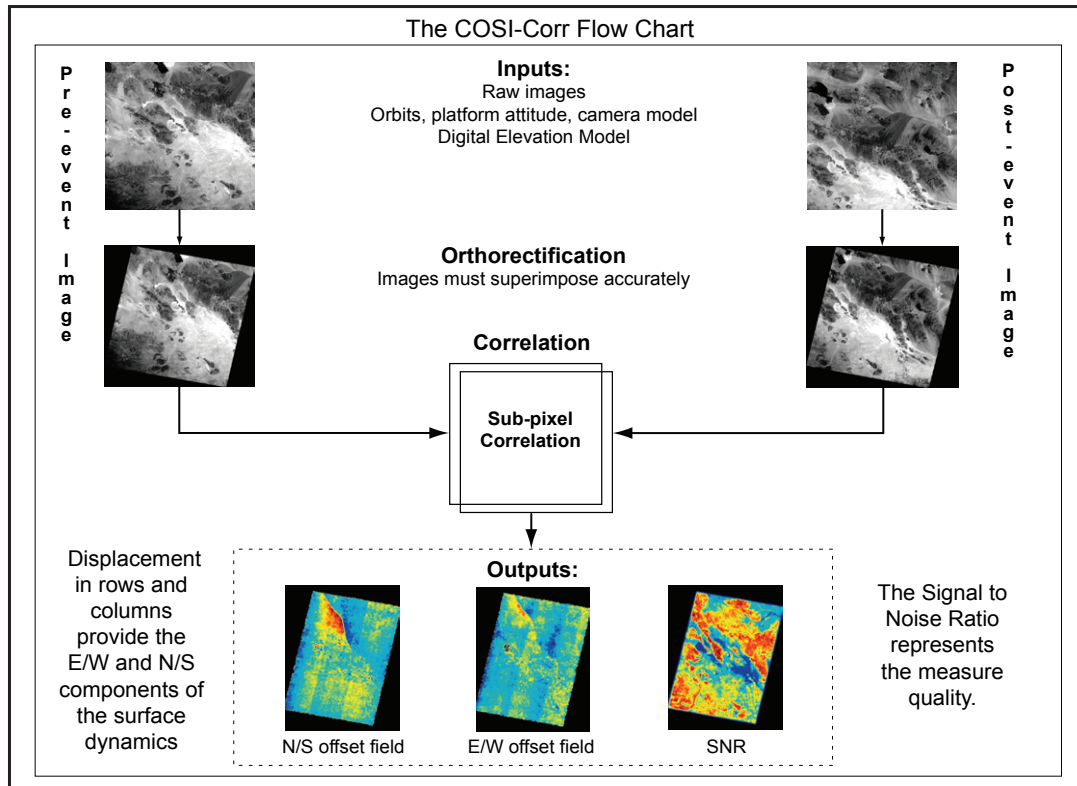 The COSI-Corr Flow Chart
Pre-event Image
Inputs:
Raw images
Orbits, platform attitude, camera model
Digital Elevation Model
Post-event Image
Orthorectification
Images must superimpose accurately
Correlation
Sub-pixel
Correlation
Displacement
in rows and
columns
provide the
E/W and N/S
components of
the surface
dynamics
Outputs:
N/S offset field
E/W offset field
SNR
The Signal to
Noise Ratio
represents
the measure
quality.